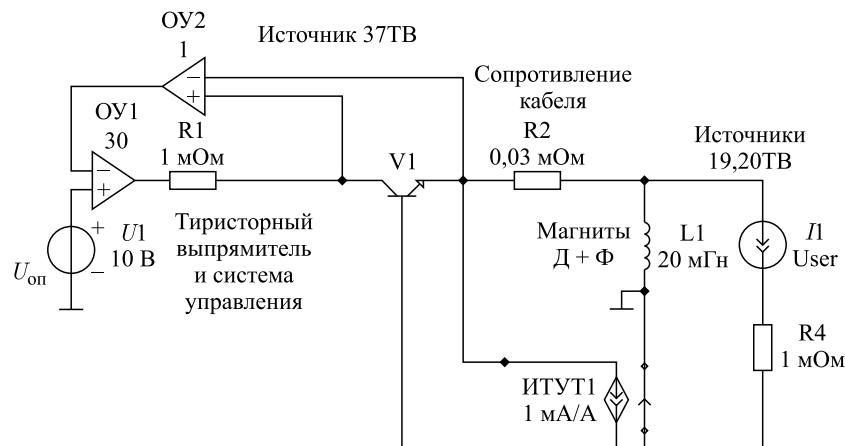 ОУ2
1
Источник 37ТВ
ОУ1
30
R1
1 мОм
V1
Сопротивление
кабеля
R2
0,03 мОм
Источники
19,20ТВ
−
+
−
+
+
−
Uоп
U1
10 В
Тиристорный
выпрямитель
и система
управления
Магниты
Д + Ф
L1
20 мГн
I1
User
R4
1 мОм
ИТУТ1
1 мА/А